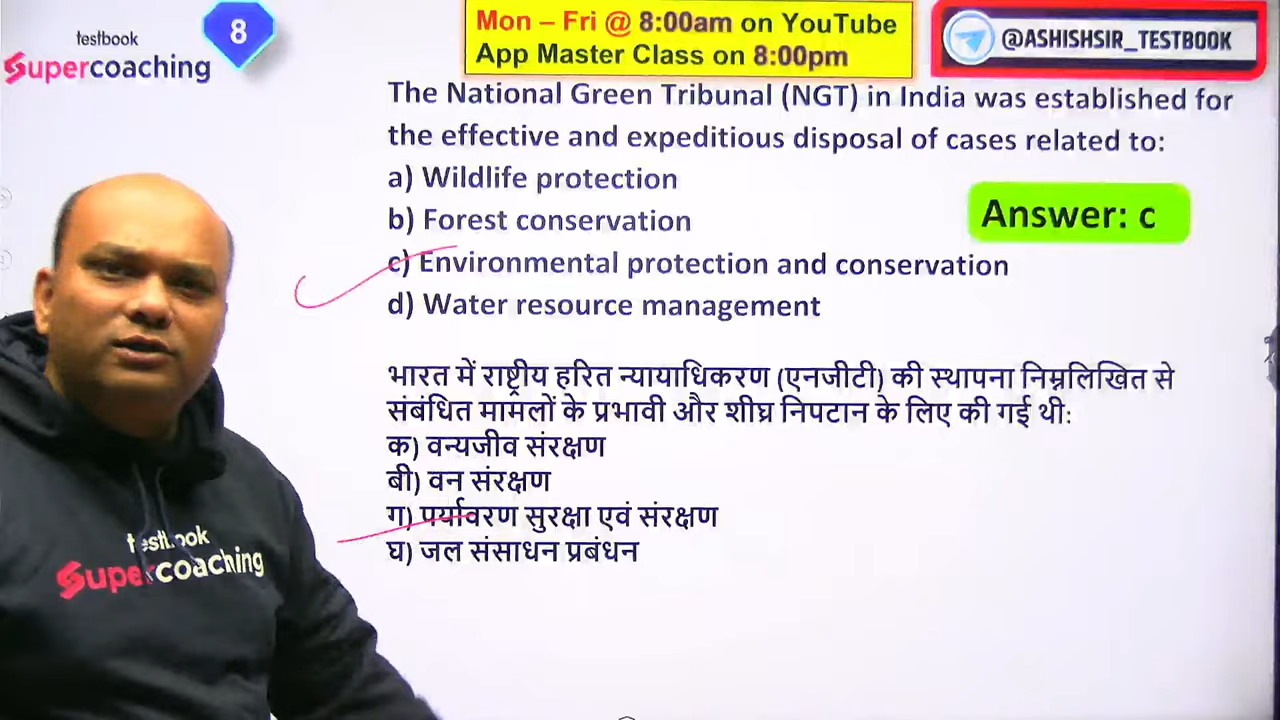 testbook
Supercoaching
8
Mon – Fri @ 8:00am on YouTube
App Master Class on 8:00pm
@ASHISHSIR_TESTBOOK
The National Green Tribunal (NGT) in India was established for
the effective and expeditious disposal of cases related to:
a) Wildlife protection
b) Forest conservation
c) Environmental protection and conservation
d) Water resource management
Answer: c
भारत में राष्ट्रीय हरित न्यायाधिकरण (एनजीटी) की स्थापना निम्नलिखित से
संबंधित मामलों के प्रभावी और शीघ्र निपटान के लिए की गई थी:
क) वन्यजीव संरक्षण
बी) वन संरक्षण
ग) पर्यावरण सुरक्षा एवं संरक्षण
घ) जल संसाधन प्रबंधन
testbook
Supercoaching